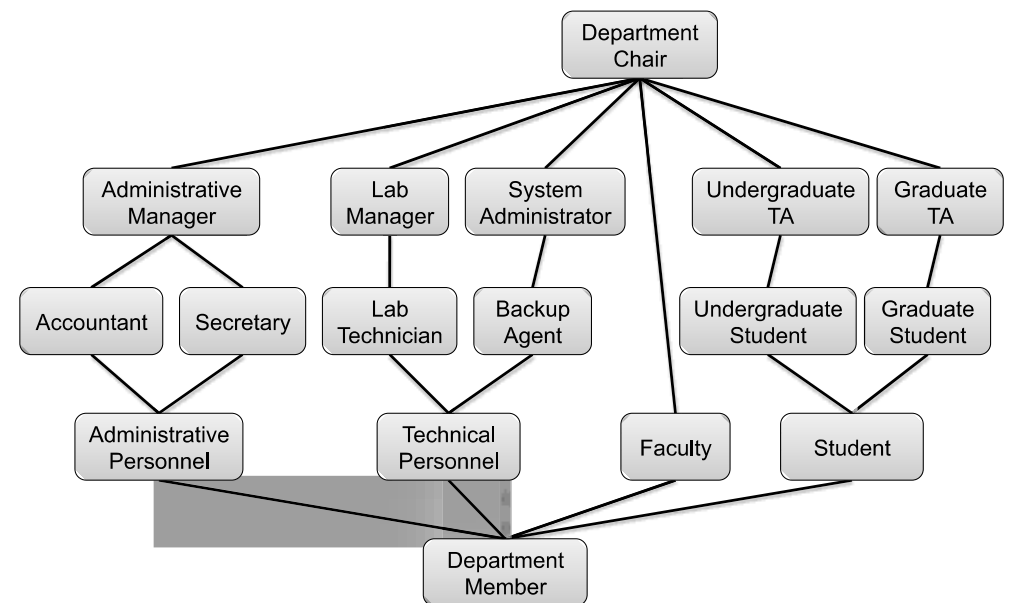 Department
Chair
Administrative
Manager
Lab
Manager
System
Administrator
Undergraduate
TA
Graduate
TA
Accountant
Secretary
Lab
Technician
Backup
Agent
Undergraduate
Student
Graduate
Student
Administrative
Personnel
Technical
Personnel
Faculty
Student
Department
Member